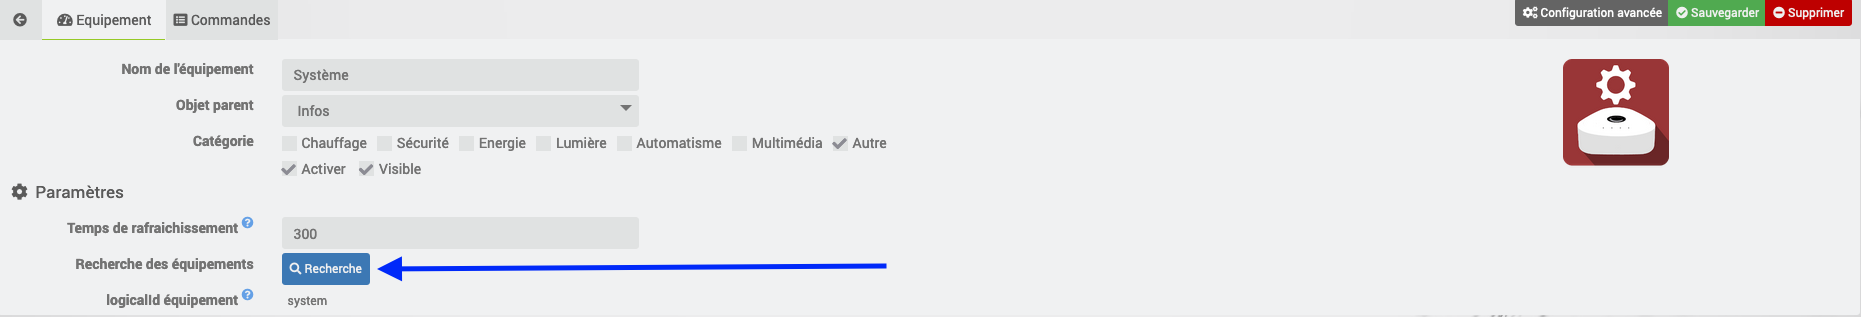 Equipement Commandes Configuration avancée Sauvegarder Supprimer
Nom de l'équipement Système
Objet parent Infos
Catégorie Chauffage Sécurité Energie Lumière Automatisme Multimédia Autre
Activer Visible
Paramètres
Temps de rafraichissement ? 300
Recherche des équipements Recherche
logicalId équipement ? system